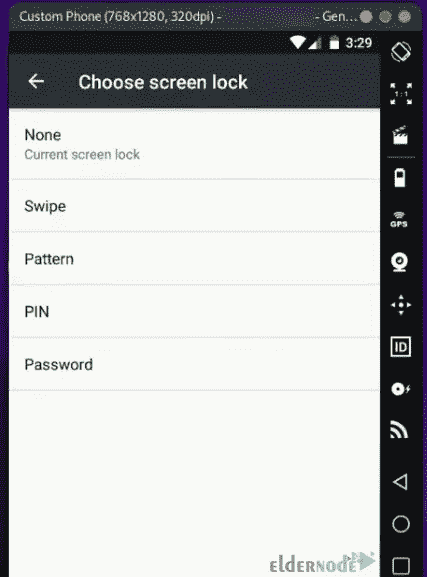 Custom Phone (768x1280, 320dpi) - - Gen...
3:29
Choose screen lock
None
Current screen lock
Swipe
Pattern
PIN
Password
1:1
GPS
ID
eldernode